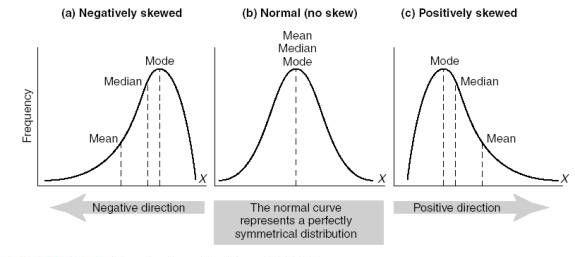 (a) Negatively skewed
(b) Normal (no skew)
(c) Positively skewed
Frequency
Mean
Median
Mode
X
Mean
Median
Mode
X
Mode
Median
Mean
X
Negative direction
The normal curve
represents a perfectly
symmetrical distribution
Positive direction